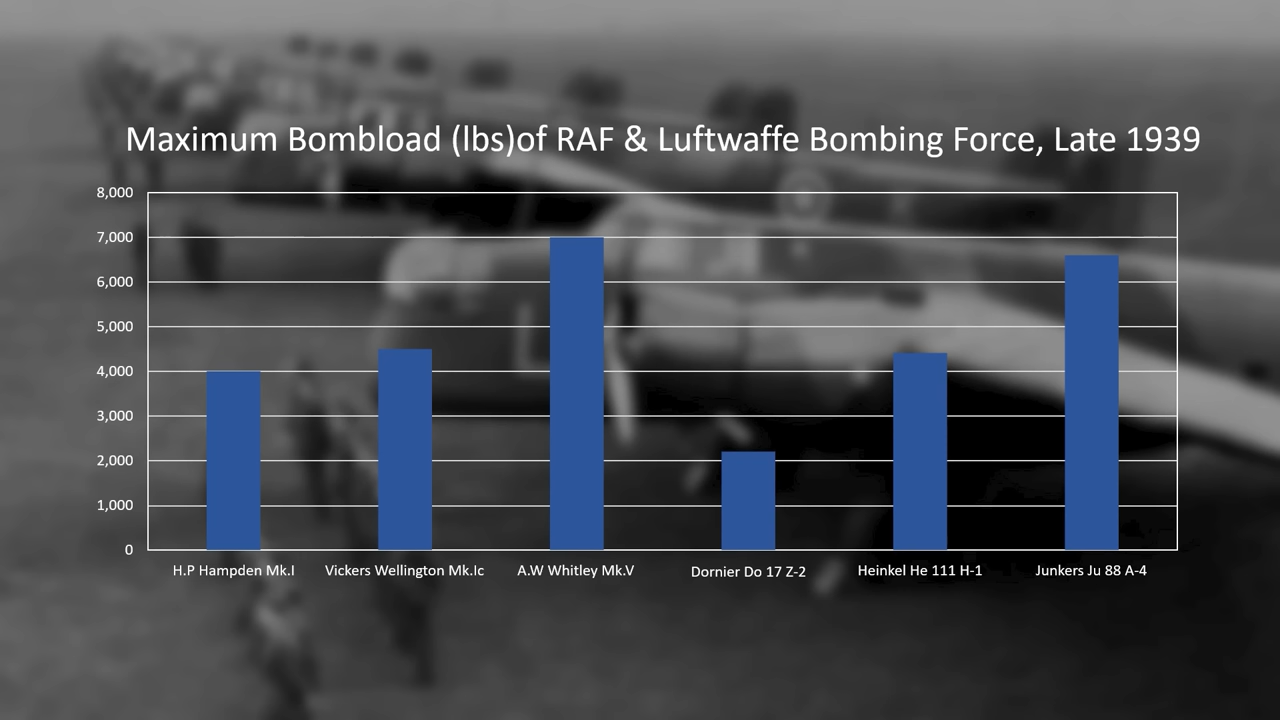 Maximum Bombload (lbs)of RAF & Luftwaffe Bombing Force, Late 1939
8,000
7,000
6,000
5,000
4,000
3,000
2,000
1,000
0
H.P Hampden Mk.I
Vickers Wellington Mk.Ic
A.W Whitley Mk.V
Dornier Do 17 Z-2
Heinkel He 111 H-1
Junkers Ju 88 A-4